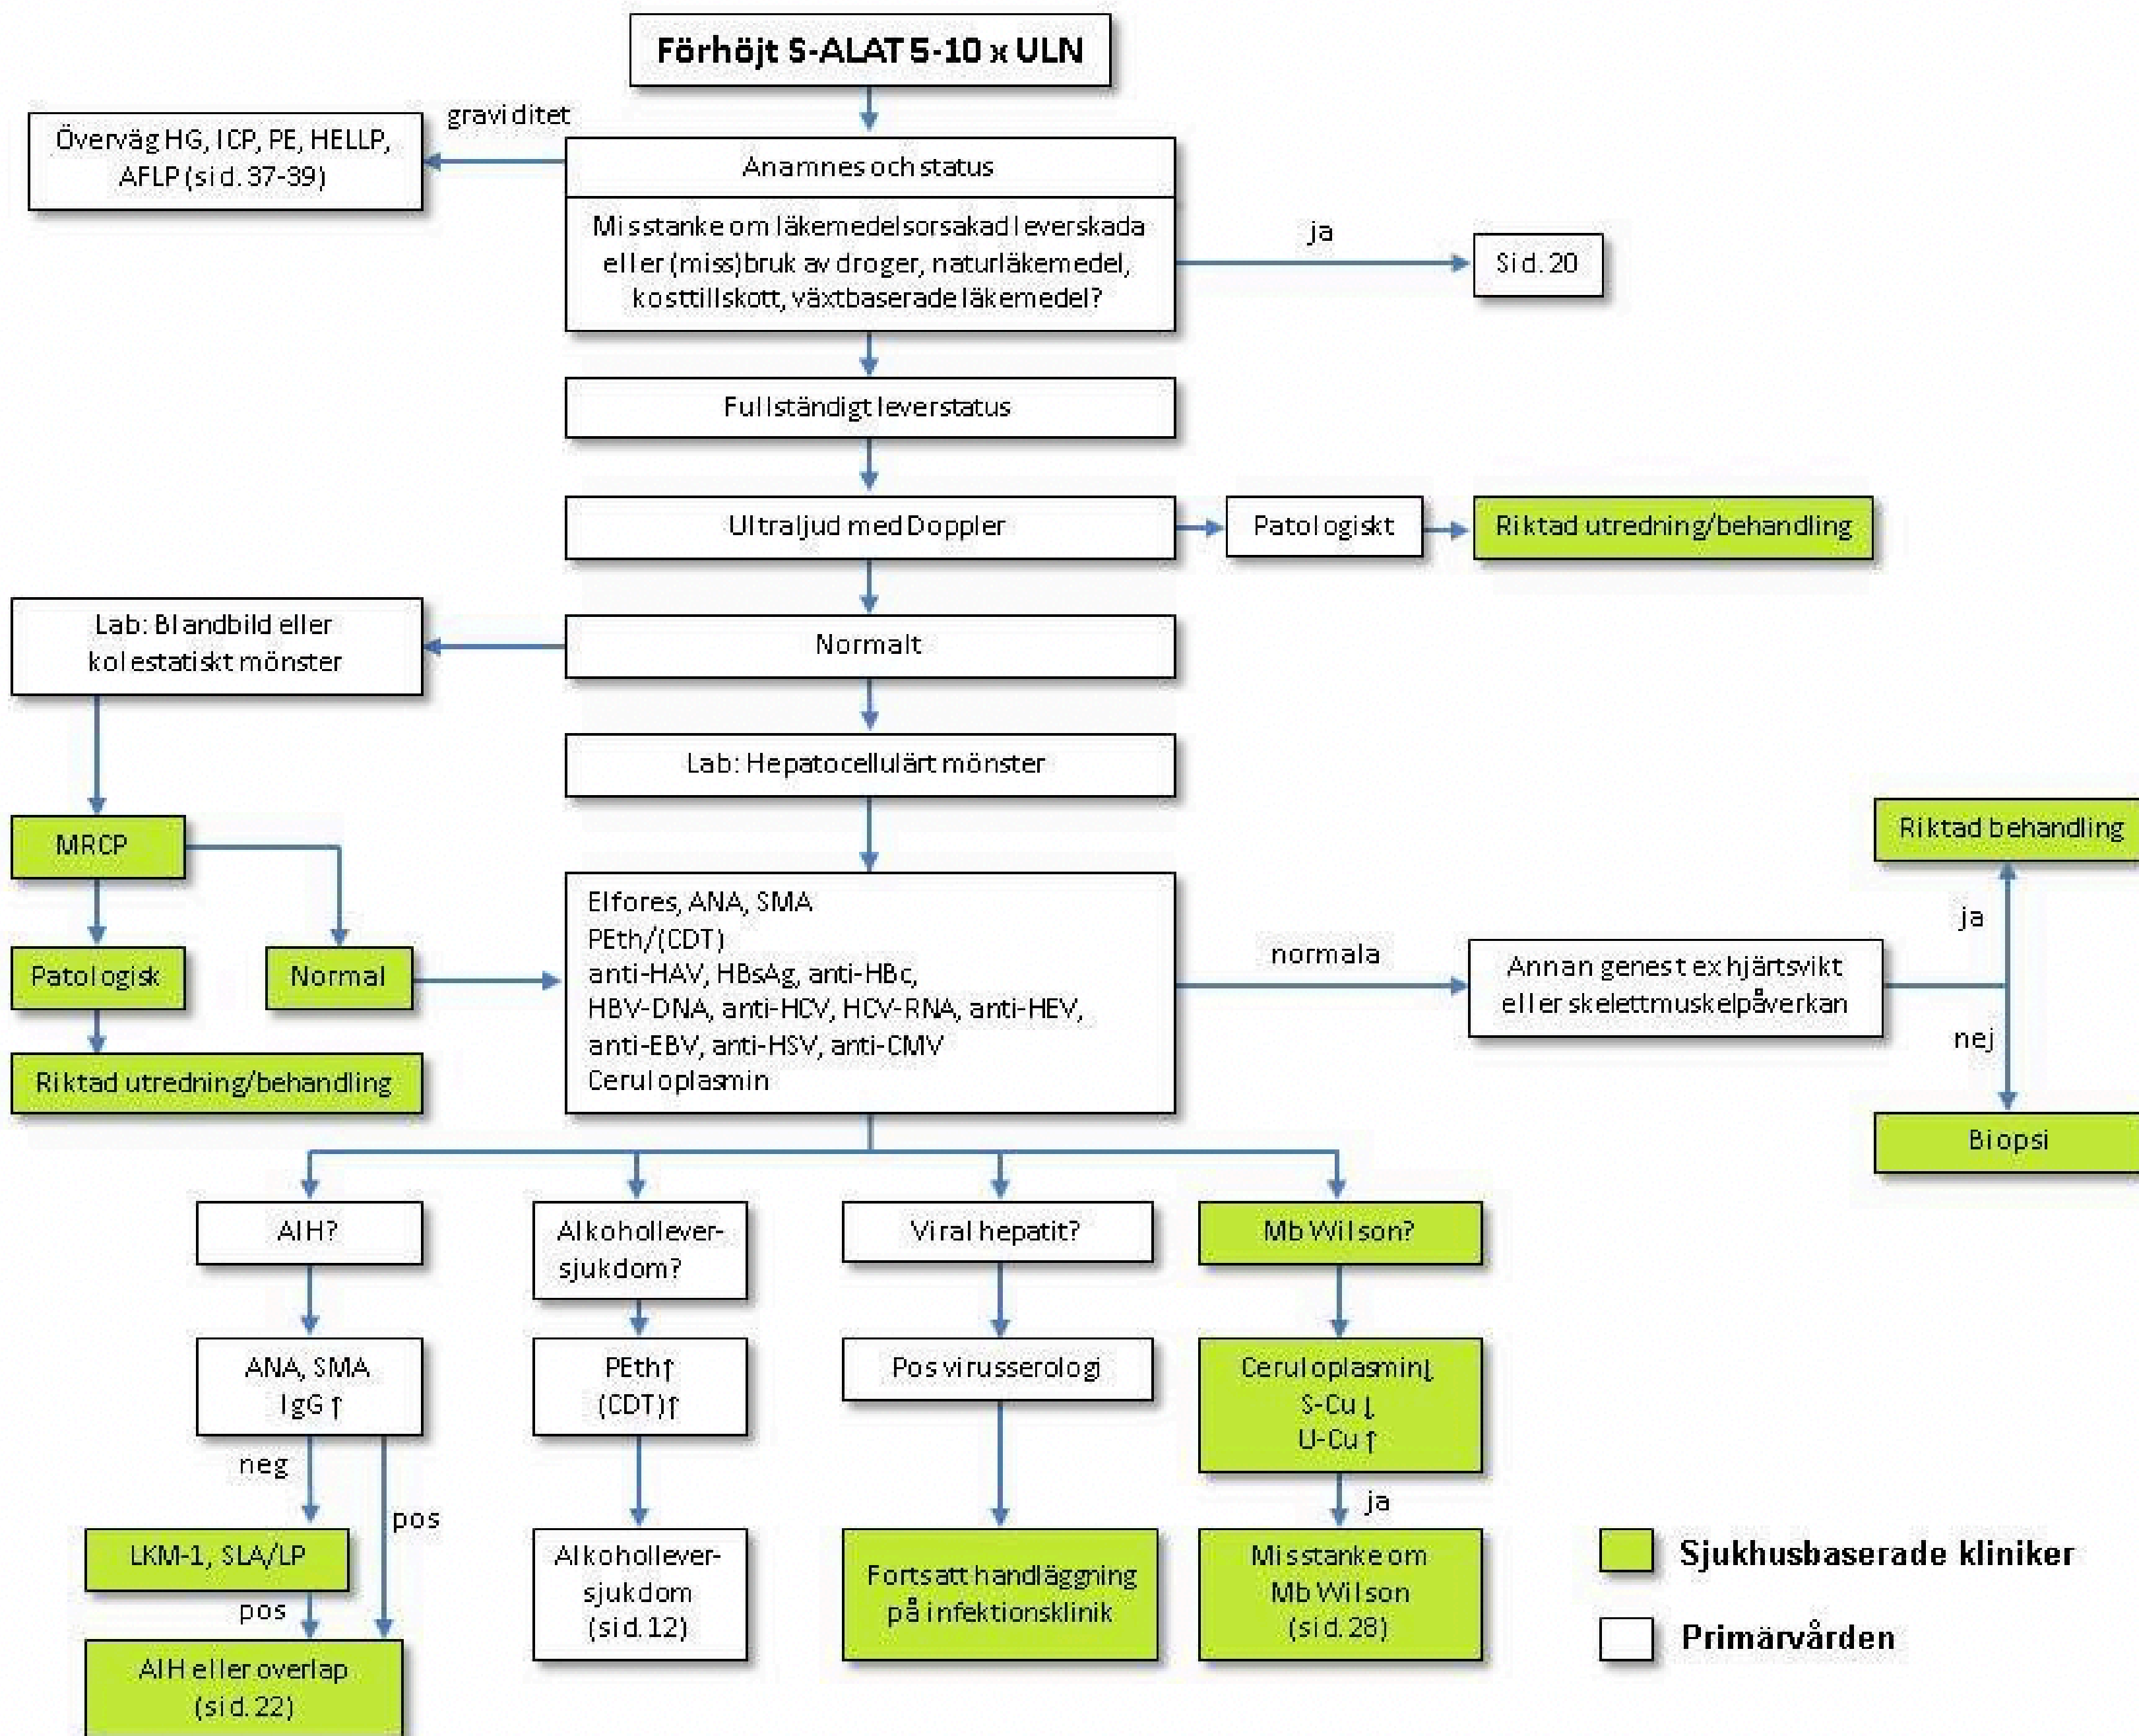 Förhöjt S-ALAT 5-10 x ULN
graviditet
Överväg HG, ICP, PE, HELLP,
AFLP (sid. 37-39)
Anamnes och status
Misstanke om läkemedelsorsakad leverskada
eller (miss)bruk av droger, naturläkemedel,
kosttillskott, växtbaserade läkemedel?
ja
Sid. 20
Fullständigt leverstatus
Ultraljud med Doppler
Patologiskt
Riktad utredning/behandling
Lab: Blandbild eller
kolestatiskt mönster
Normalt
Lab: Hepatocellulärt mönster
MRCP
Patologisk
Normal
Riktad utredning/behandling
Elfores, ANA, SMA
PEth/(CDT)
anti-HAV, HBsAg, anti-HBc,
HBV-DNA, anti-HCV, HCV-RNA, anti-HEV,
anti-EBV, anti-HSV, anti-CMV
Ceruloplasmin
normala
Annan genes t ex hjärtsvikt
eller skelettmuskelpåverkan
Riktad behandling
ja
nej
Biopsi
AIH?
Alkohollever-
sjukdom?
Viral hepatit?
Mb Wilson?
ANA, SMA
IgG ↑
PEth↑
(CDT)↑
Pos virusserologi
Ceruloplasmin↓
S-Cu ↓
U-Cu ↑
neg
pos
ja
LKM-1, SLA/LP
pos
AIH eller overlap
(sid. 22)
Alkohollever-
sjukdom
(sid. 12)
Fortsatt handläggning
på infektionsklinik
Misstanke om
Mb Wilson
(sid. 28)
Sjukhusbaserade kliniker
Primärvården